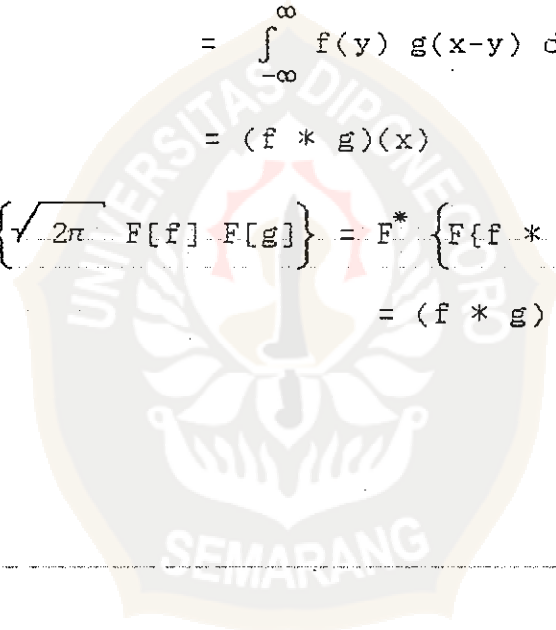 = ∫_{-∞}^{∞} f(y) g(x-y) d
= (f * g)(x)
{√2π F[f] F[g]} = F* {F{f *
= (f * g)
UNIVERSITAS DIPONEGORO
SEMARANG